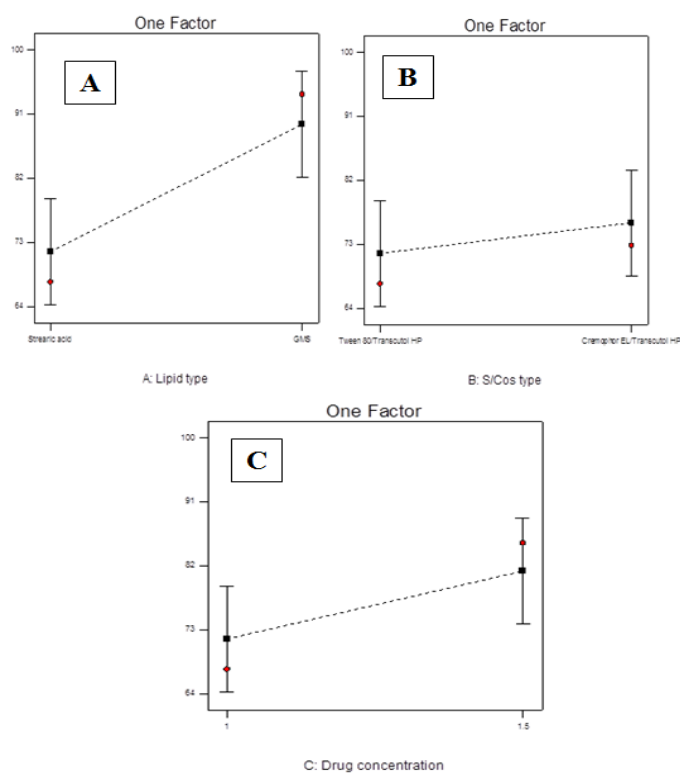 One Factor
A
100
91
82
73
64
Strearic acid
GMS
A: Lipid type
One Factor
B
100
91
82
73
64
Tween 80/Transcutol HP
Cremophor EL/Transcutol HP
B: S/Cos type
One Factor
C
100
91
82
73
64
1
1.5
C: Drug concentration